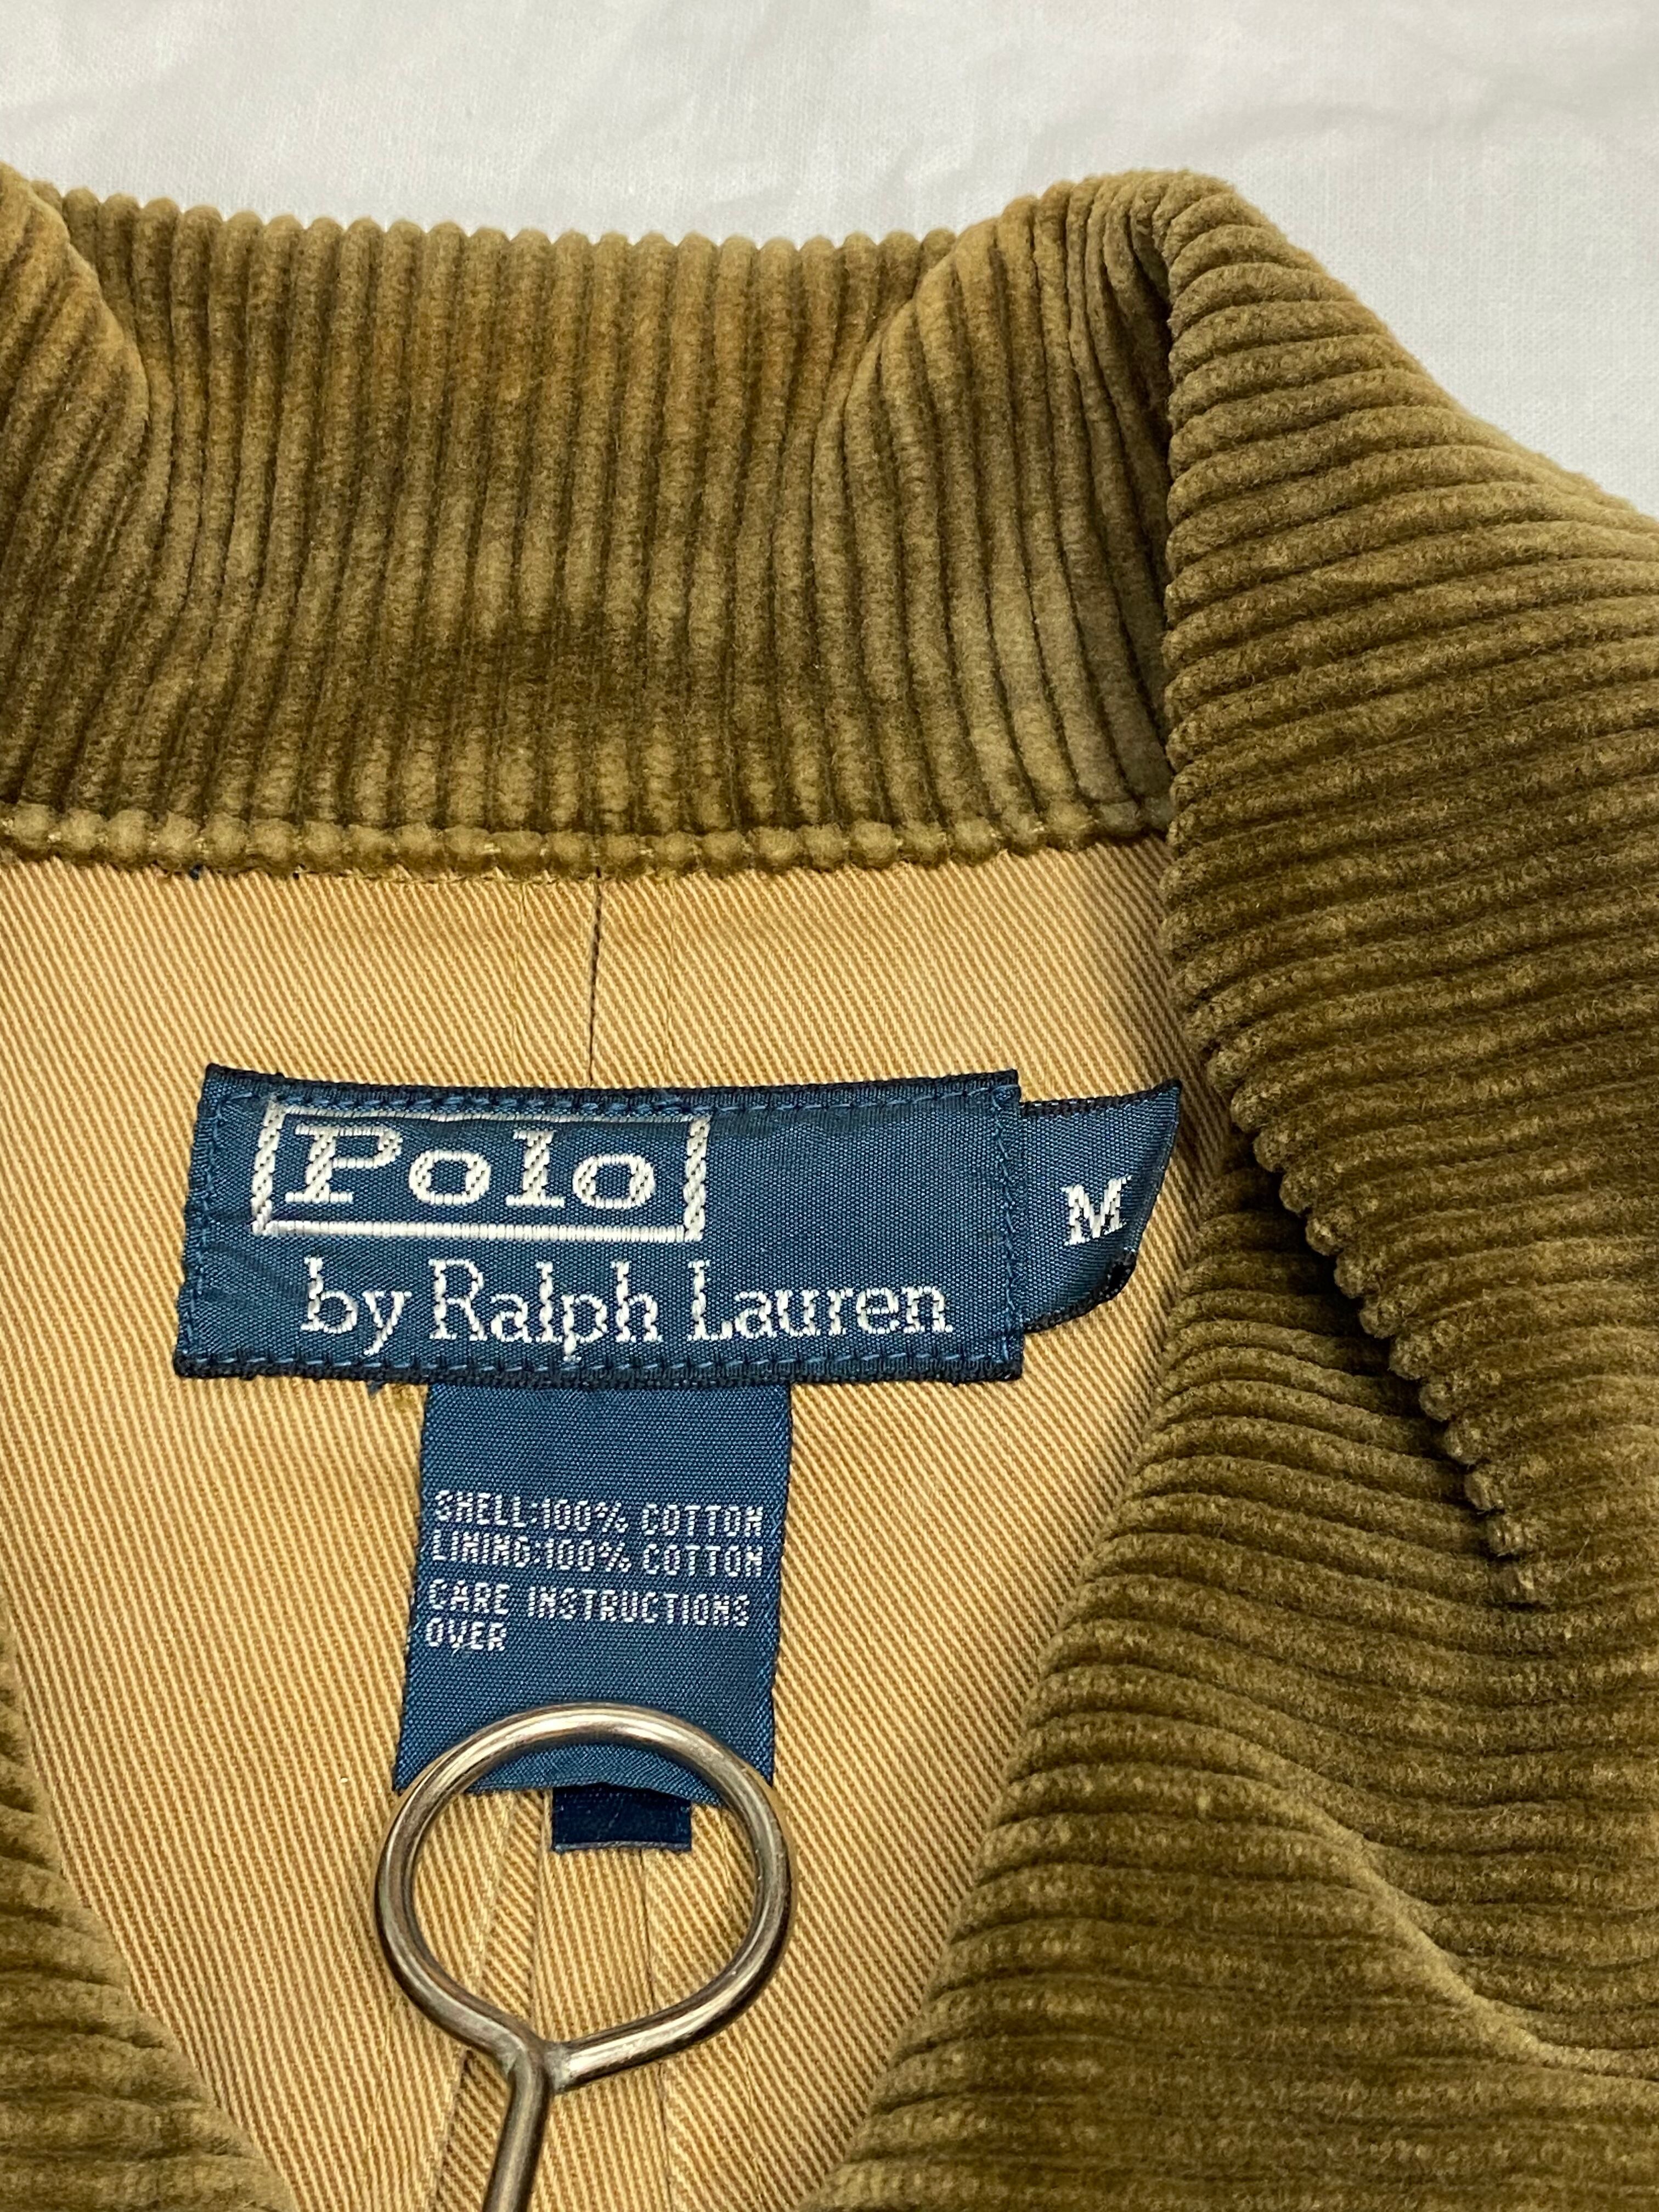 Polo
by Ralph Lauren
M
SHELL:100% COTTON
LINING:100% COTTON
CARE INSTRUCTIONS
OVER